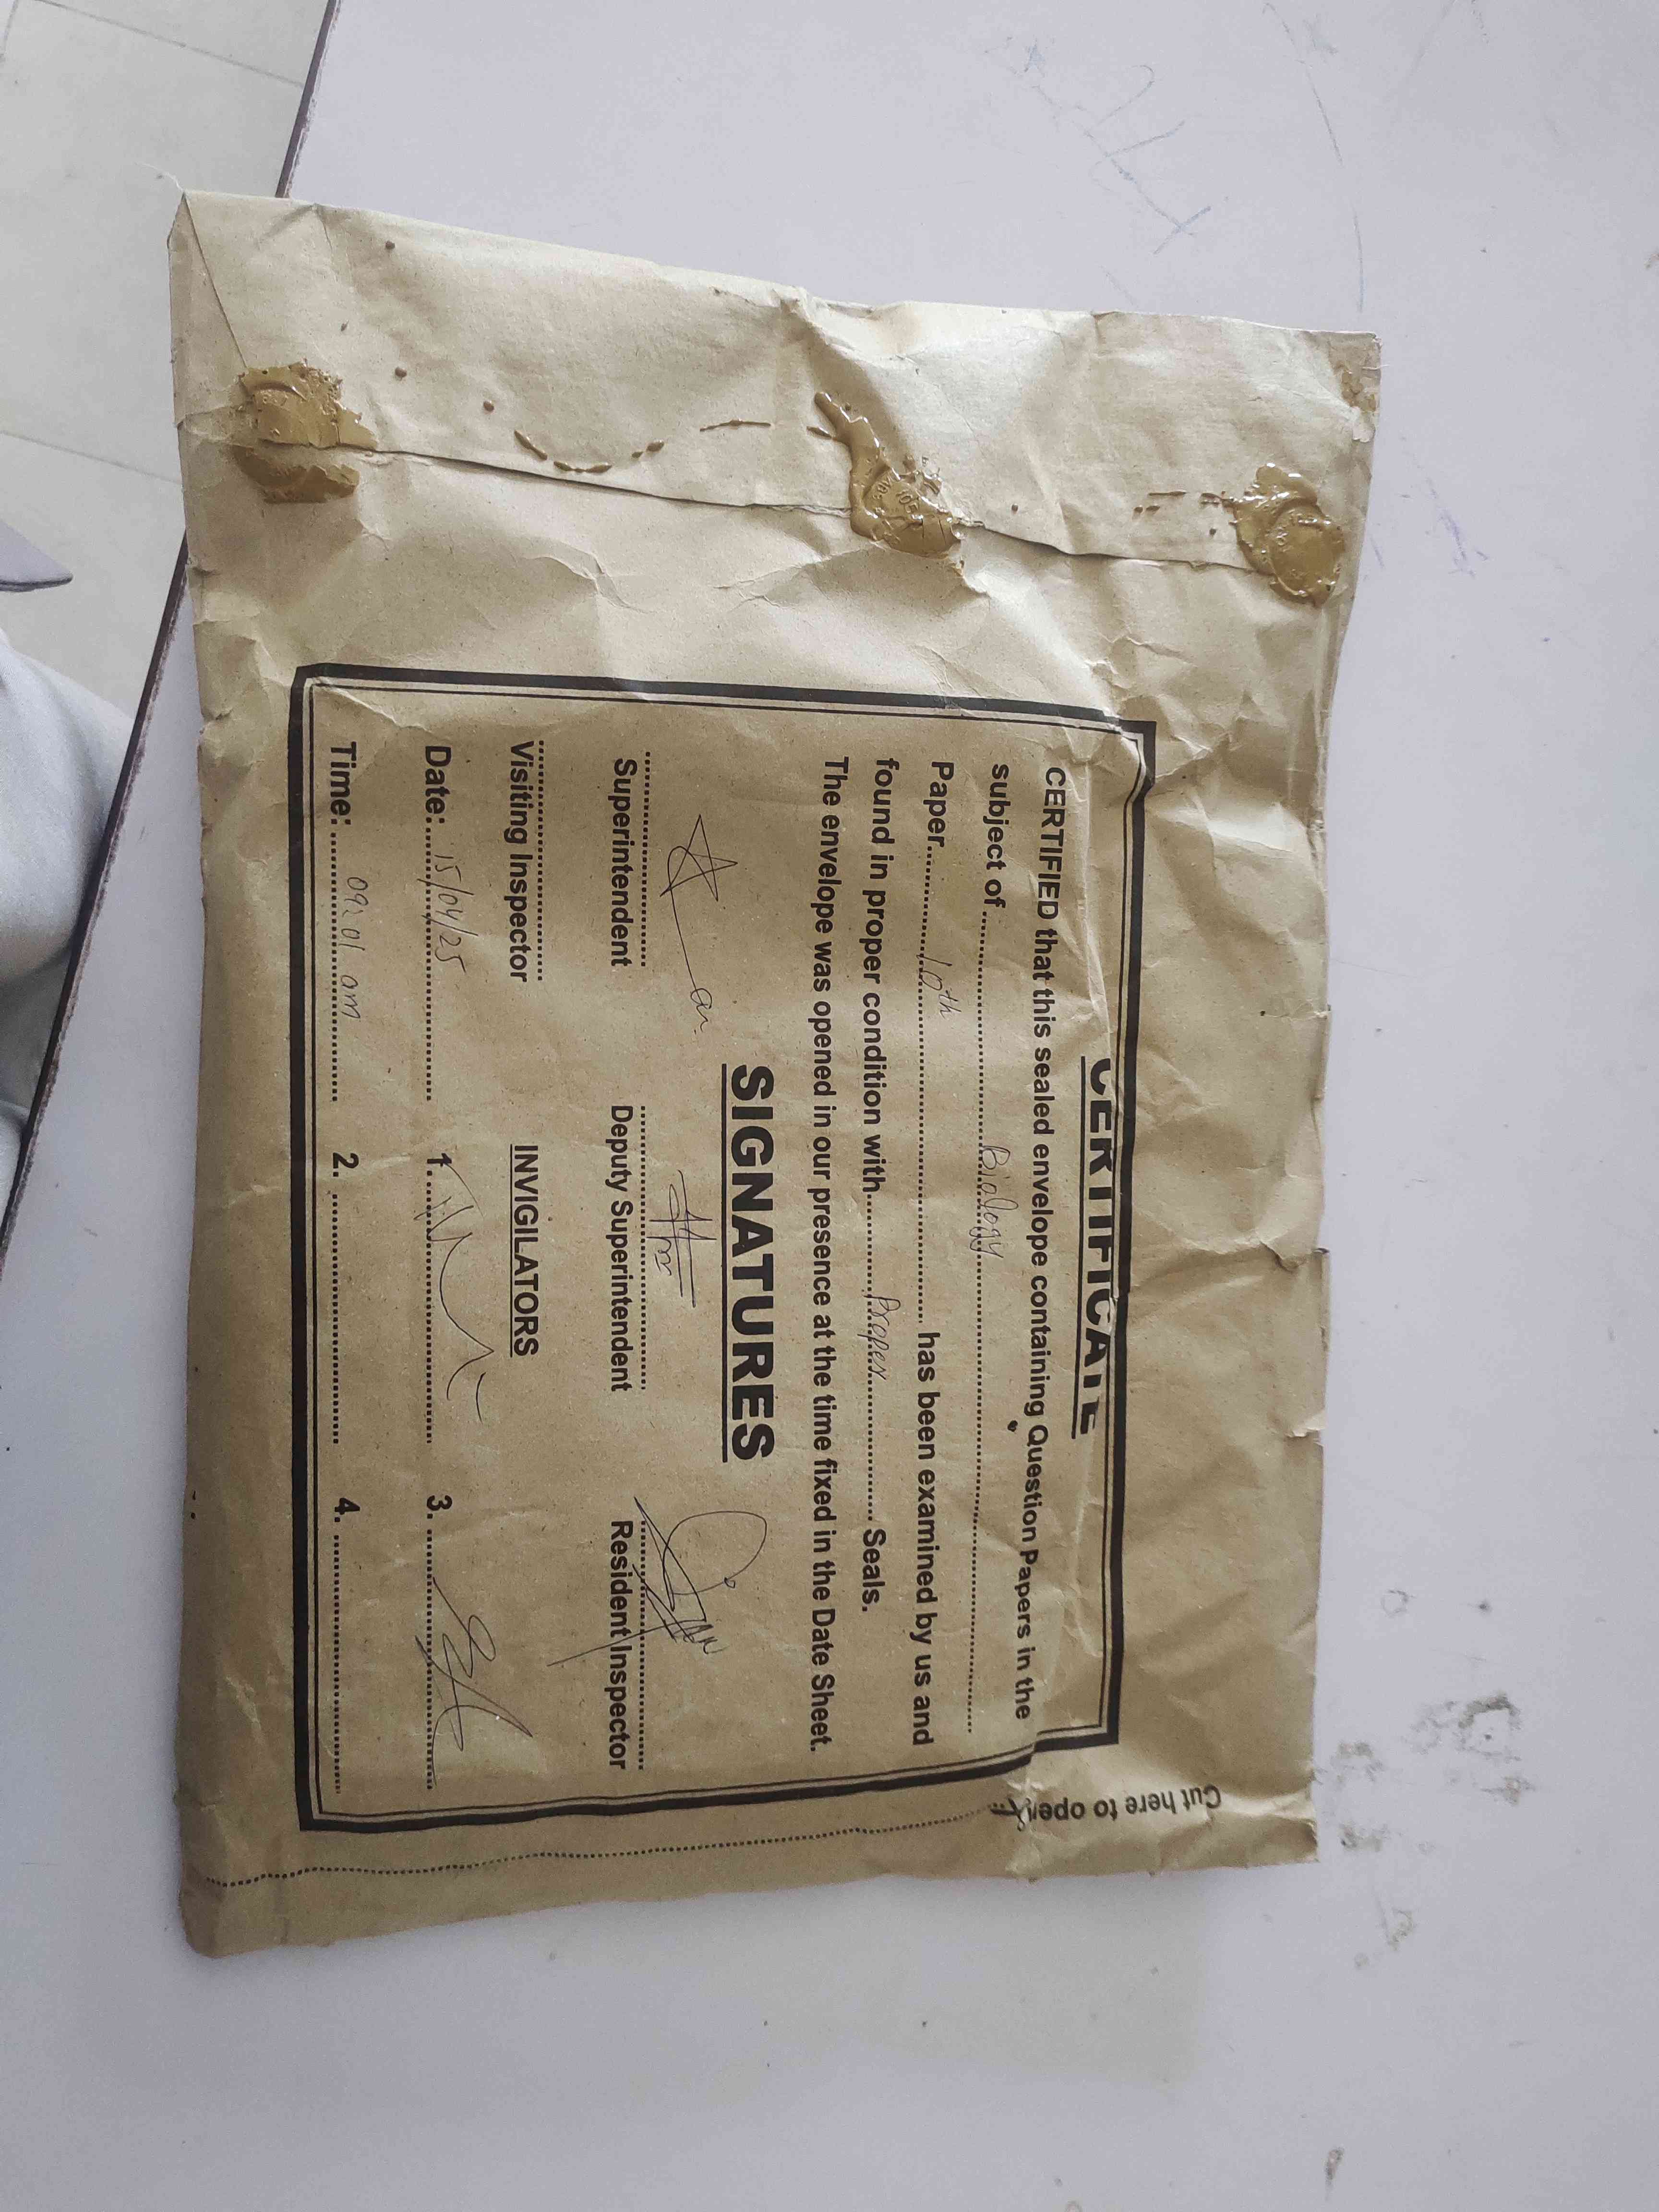 CERTIFICATE
CERTIFIED that this sealed envelope containing Question Papers in the
subject of ........ Biology ........
Paper ........ 10th ........ has been examined by us and
found in proper condition with ........ Proper ........ Seals.
The envelope was opened in our presence at the time fixed in the Date Sheet.
SIGNATURES
Superintendent Deputy Superintendent Resident Inspector
Visiting Inspector INVIGILATORS
Date: 15/04/25 1. 3.
Time: 09:01 am 2. 4.
Cut here to open